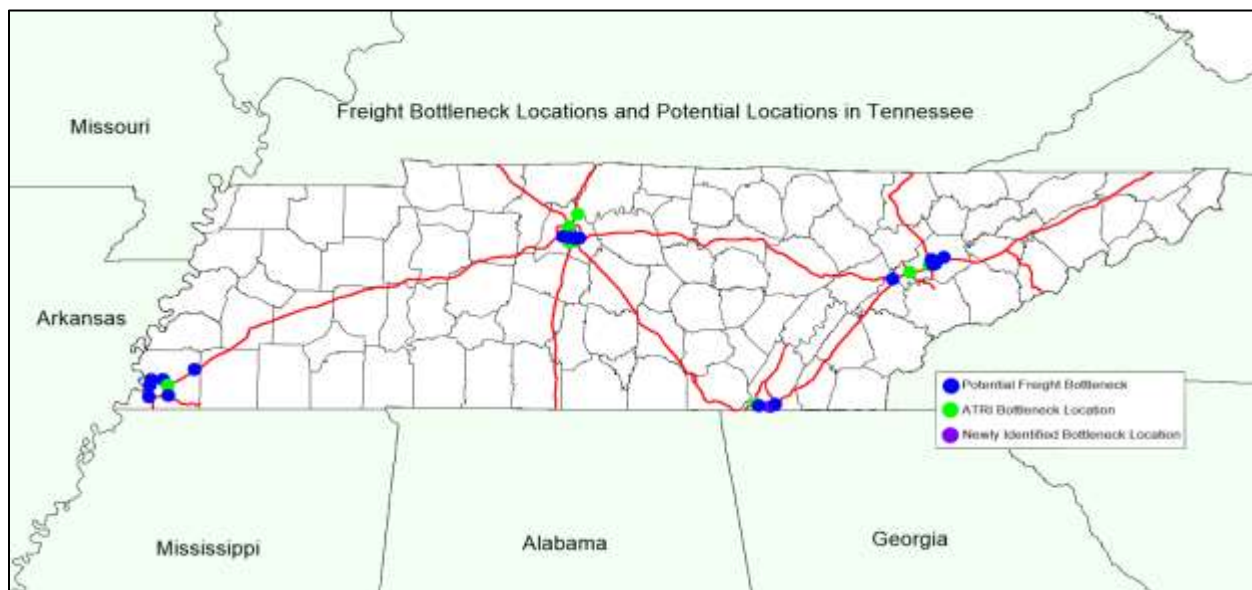 Freight Bottleneck Locations and Potential Locations in Tennessee
Missouri
Arkansas
Potential Freight Bottleneck
ATRI Bottleneck Location
Newly Identified Bottleneck Location
Mississippi
Alabama
Georgia